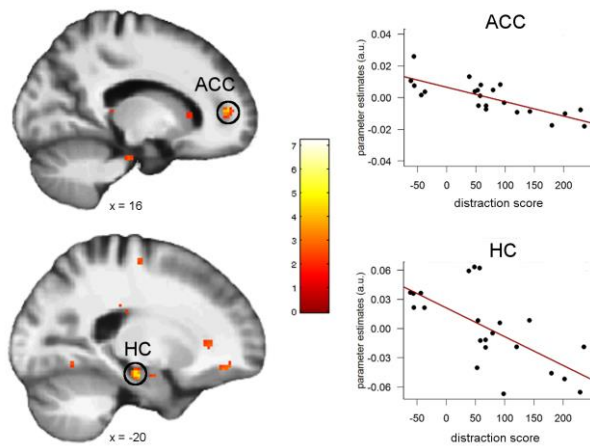 ACC
x = 16
HC
x = -20
7
6
5
4
3
2
1
0
ACC
parameter estimates (a.u.)
0.04
0.02
0.00
-0.02
-0.04
-50 0 50 100 150 200
distraction score
HC
parameter estimates (a.u.)
0.06
0.03
0.00
-0.03
-0.06
-50 0 50 100 150 200
distraction score